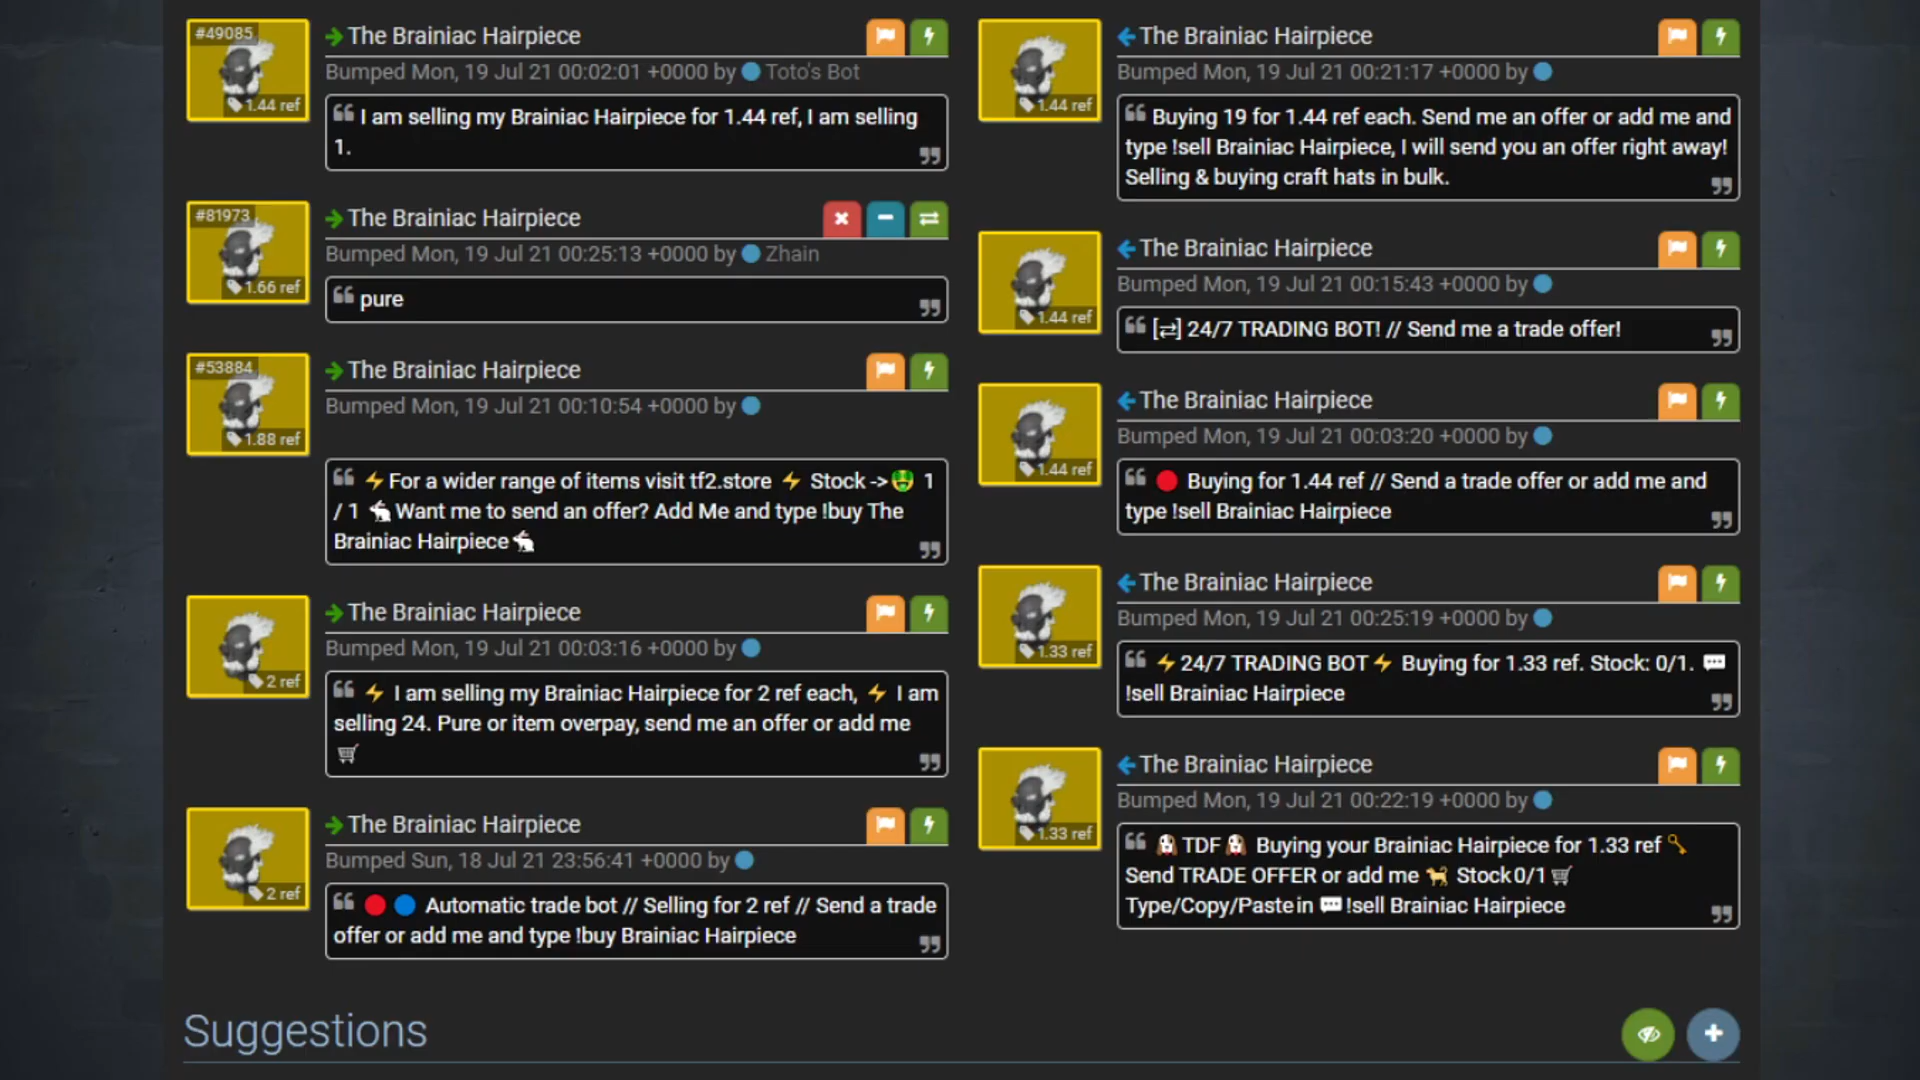 #49085
The Brainiac Hairpiece
Bumped Mon, 19 Jul 21 00:02:01 +0000 by Toto's Bot
1.44 ref
I am selling my Brainiac Hairpiece for 1.44 ref, I am selling
1.
#81973
The Brainiac Hairpiece
Bumped Mon, 19 Jul 21 00:25:13 +0000 by Zhain
1.66 ref
pure
#53884
The Brainiac Hairpiece
Bumped Mon, 19 Jul 21 00:10:54 +0000 by
1.88 ref
⚡For a wider range of items visit tf2.store ⚡ Stock ->🤑 1
/ 1 🐇Want me to send an offer? Add Me and type !buy The
Brainiac Hairpiece🐇
The Brainiac Hairpiece
Bumped Mon, 19 Jul 21 00:03:16 +0000 by
2 ref
⚡ I am selling my Brainiac Hairpiece for 2 ref each, ⚡ I am
selling 24. Pure or item overpay, send me an offer or add me
🛒
The Brainiac Hairpiece
Bumped Sun, 18 Jul 21 23:56:41 +0000 by
2 ref
🔴 🔵 Automatic trade bot // Selling for 2 ref // Send a trade
offer or add me and type !buy Brainiac Hairpiece
The Brainiac Hairpiece
Bumped Mon, 19 Jul 21 00:21:17 +0000 by
1.44 ref
Buying 19 for 1.44 ref each. Send me an offer or add me and
type !sell Brainiac Hairpiece, I will send you an offer right away!
Selling & buying craft hats in bulk.
The Brainiac Hairpiece
Bumped Mon, 19 Jul 21 00:15:43 +0000 by
1.44 ref
[⇄] 24/7 TRADING BOT! // Send me a trade offer!
The Brainiac Hairpiece
Bumped Mon, 19 Jul 21 00:03:20 +0000 by
1.44 ref
🔴 Buying for 1.44 ref // Send a trade offer or add me and
type !sell Brainiac Hairpiece
The Brainiac Hairpiece
Bumped Mon, 19 Jul 21 00:25:19 +0000 by
1.33 ref
⚡24/7 TRADING BOT⚡ Buying for 1.33 ref. Stock: 0/1. 💬
!sell Brainiac Hairpiece
The Brainiac Hairpiece
Bumped Mon, 19 Jul 21 00:22:19 +0000 by
1.33 ref
TDF Buying your Brainiac Hairpiece for 1.33 ref
Send TRADE OFFER or add me 🐕 Stock 0/1🛒
Type/Copy/Paste in 💬!sell Brainiac Hairpiece
Suggestions